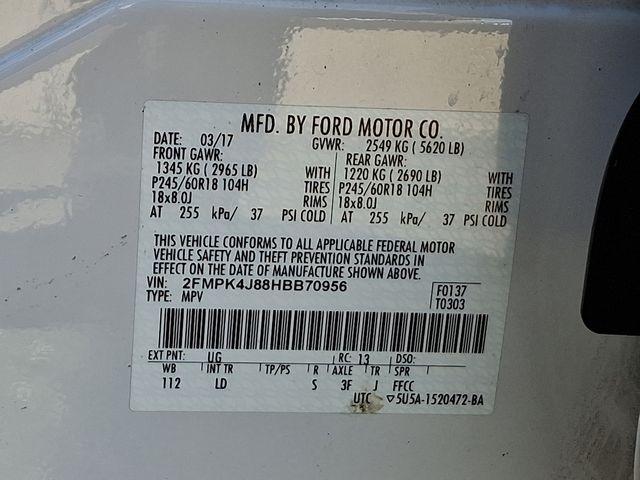 MFD. BY FORD MOTOR CO.
DATE: 03/17 GVWR: 2549 KG ( 5620 LB)
FRONT GAWR: REAR GAWR:
1345 KG ( 2965 LB) WITH 1220 KG ( 2690 LB) WITH
P245/60R18 104H TIRES P245/60R18 104H TIRES
18x8.0J RIMS 18x8.0J RIMS
AT 255 kPa/ 37 PSI COLD AT 255 kPa/ 37 PSI COLD
THIS VEHICLE CONFORMS TO ALL APPLICABLE FEDERAL MOTOR
VEHICLE SAFETY AND THEFT PREVENTION STANDARDS IN
EFFECT ON THE DATE OF MANUFACTURE SHOWN ABOVE.
VIN: 2FMPK4J88HBB70956 F0137
TYPE: MPV T0303
EXT PNT: UG RC: 13 DSO:
WB INT TR TP/PS R AXLE TR SPR
112 LD S 3F J FFCC
UTC ▽5U5A-1520472-BA